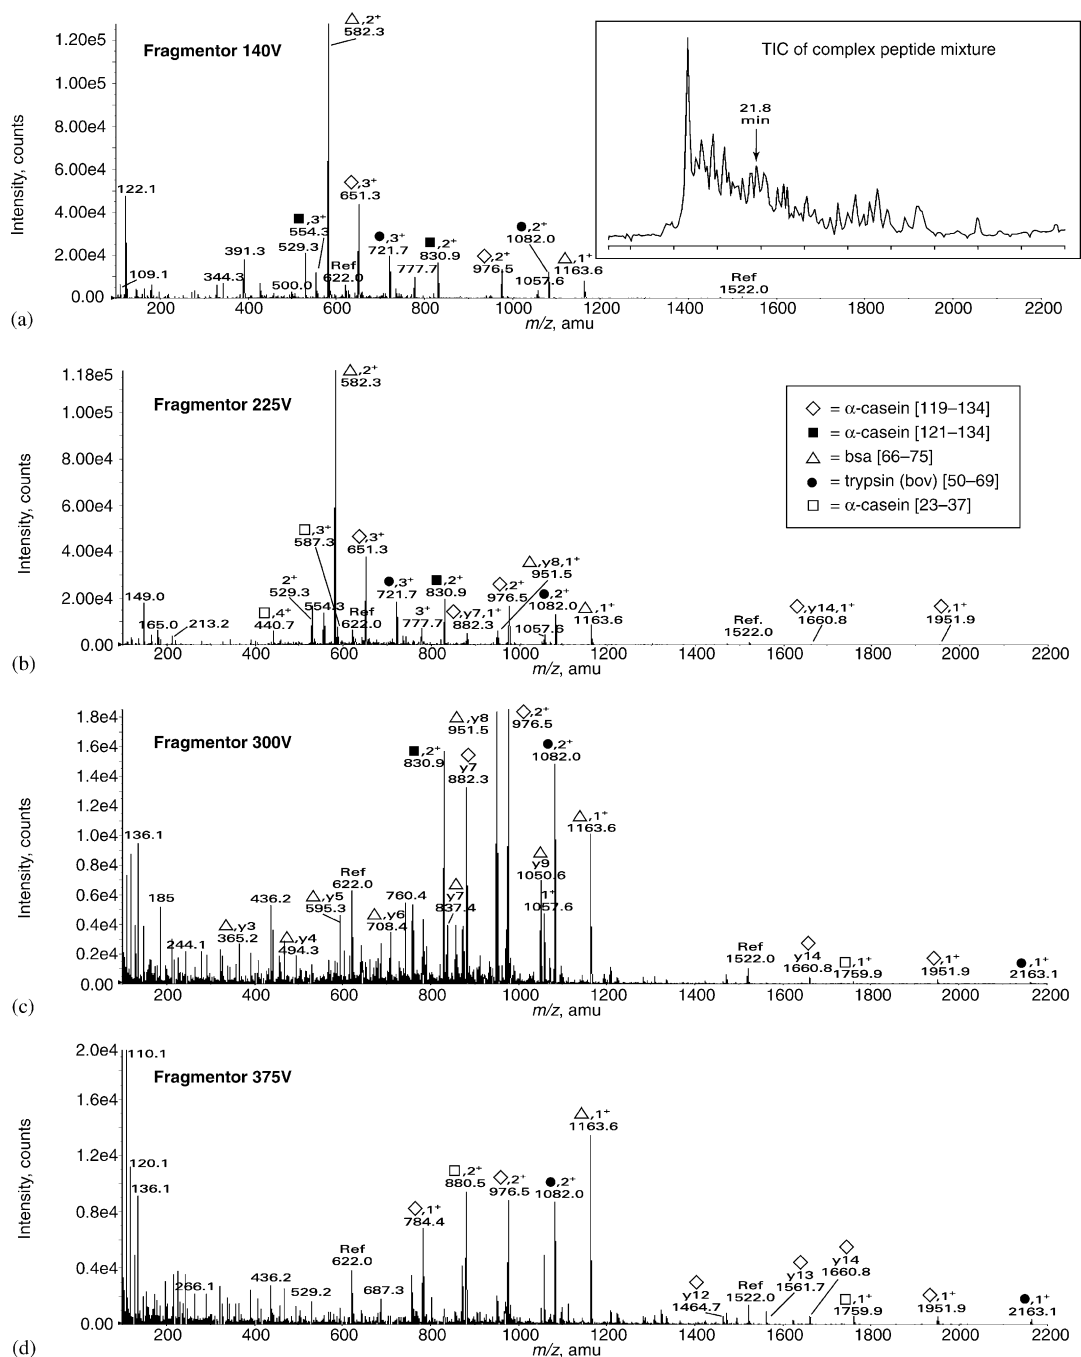 △,2+
582.3
1.20e5
Fragmentor 140V
TIC of complex peptide mixture
1.00e5
21.8
min
8.00e4
6.00e4
122.1
◇,3+
651.3
4.00e4
■,3+
554.3
529.3
●,3+
721.7
■,2+
830.9
●,2+
1082.0
391.3
◇,2+
976.5
△,1+
1163.6
2.00e4
109.1
344.3
500.0
Ref
622.0
777.7
1057.6
Ref
1522.0
0.00
200 400 600 800 1000 1200 1400 1600 1800 2000 2200
m/z, amu
Intensity, counts
(a)
1.18e5
△,2+
582.3
Fragmentor 225V
1.00e5
◇ = α-casein [119–134]
■ = α-casein [121–134]
△ = bsa [66–75]
● = trypsin (bov) [50–69]
□ = α-casein [23–37]
8.00e4
6.00e4
□,3+
587.3
◇,3+
651.3
4.00e4
△,y8,1+
951.5
2+
529.3
●,3+
721.7
■,2+
830.9
◇,2+
976.5
●,2+
1082.0
2.00e4
149.0
165.0
213.2
□,4+
440.7
554.3
Ref
622.0
3+
777.7
◇,y7,1+
882.3
1057.6
△,1+
1163.6
Ref.
1522.0
◇,y14,1+
1660.8
◇,1+
1951.9
0.00
200 400 600 800 1000 1200 1400 1600 1800 2000 2200
m/z, amu
Intensity, counts
(b)
1.8e4
△,y8
951.5
◇,2+
976.5
Fragmentor 300V
1.6e4
■,2+
830.9
◇
y7
882.3
●,2+
1082.0
1.4e4
1.2e4
△,1+
1163.6
1.0e4
136.1
△
y9
1050.6
0.8e4
Ref
622.0
△
y7
837.4
1+
1057.6
0.6e4
185
436.2
△,y5
595.3
760.4
△,y6
708.4
0.4e4
244.1
△,y3
365.2
△,y4
494.3
Ref
1522.0
◇
y14
1660.8
□,1+
1759.9
◇,1+
1951.9
●,1+
2163.1
0.2e4
0.00
200 400 600 800 1000 1200 1400 1600 1800 2000 2200
m/z, amu
Intensity, counts
(c)
2.0e4
110.1
Fragmentor 375V
1.6e4
△,1+
1163.6
1.2e4
120.1
136.1
□,2+
880.5
◇,2+
976.5
●,2+
1082.0
0.8e4
◇,1+
784.4
Ref
622.0
0.4e4
266.1
436.2
529.2
687.3
◇
y12
1464.7
Ref
1522.0
◇
y13
1561.7
◇
y14
1660.8
□,1+
1759.9
◇,1+
1951.9
●,1+
2163.1
0.00
200 400 600 800 1000 1200 1400 1600 1800 2000 2200
m/z, amu
Intensity, counts
(d)